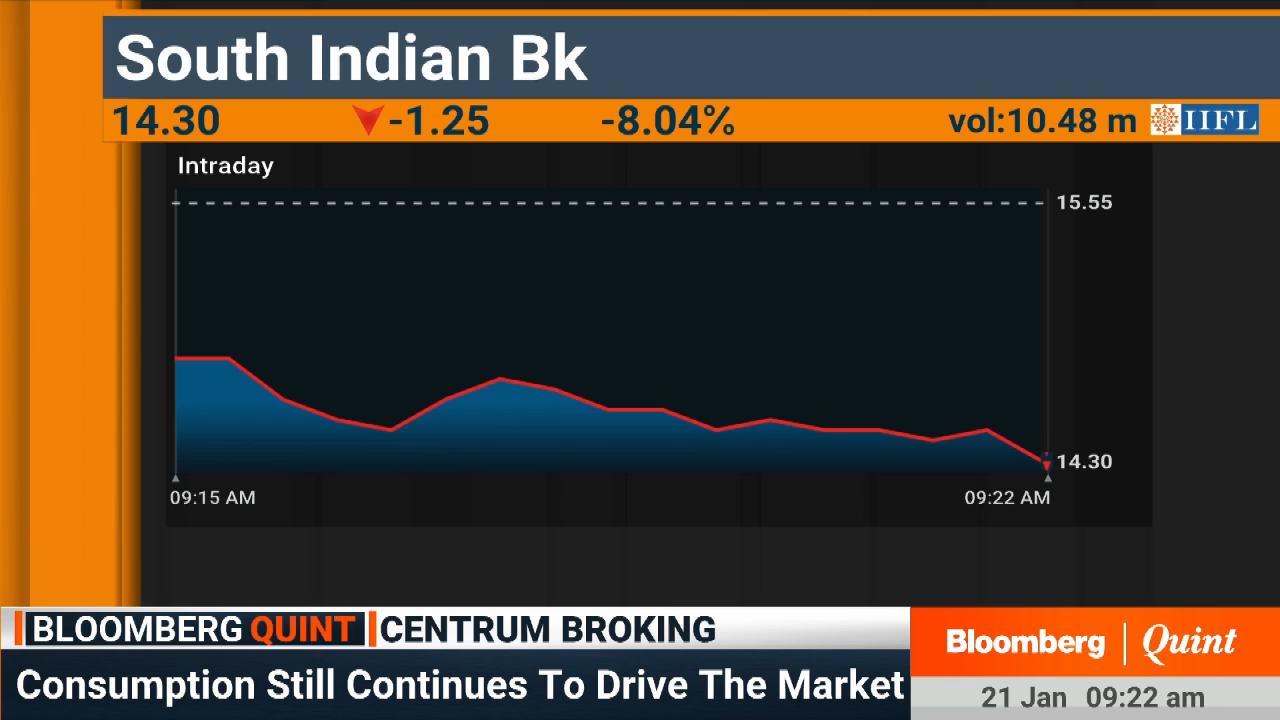 South Indian Bk
14.30 -1.25 -8.04% vol:10.48 m IIFL
Intraday
15.55
14.30
09:15 AM 09:22 AM
BLOOMBERG QUINT CENTRUM BROKING
Consumption Still Continues To Drive The Market
Bloomberg Quint
21 Jan 09:22 am